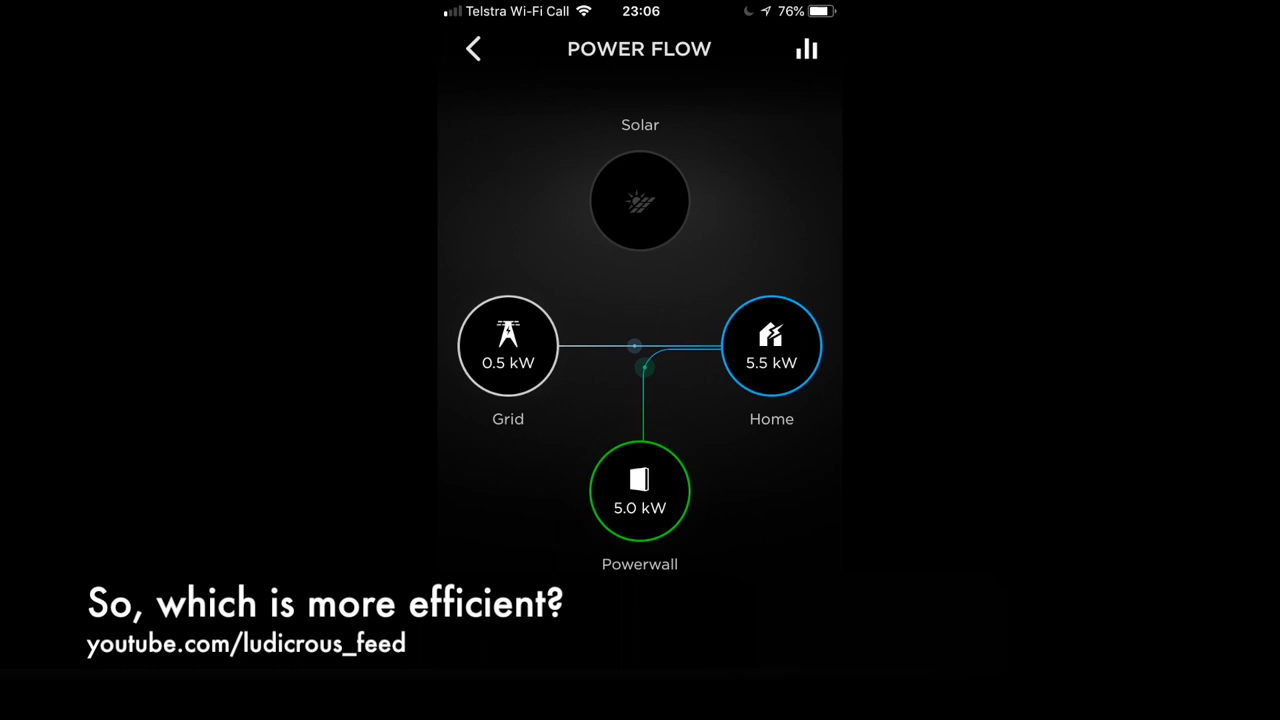 Telstra Wi-Fi Call 23:06 76%
POWER FLOW
Solar
0.5 kW 5.5 kW
Grid Home
5.0 kW
Powerwall
So, which is more efficient?
youtube.com/ludicrous_feed